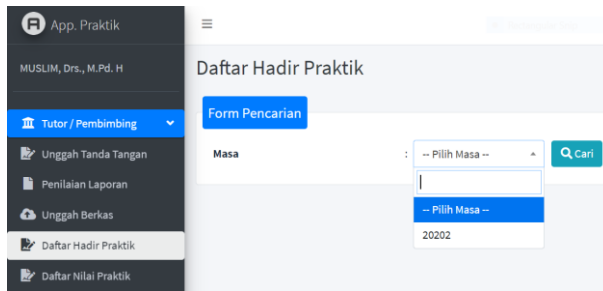 App. Praktik
MUSLIM, Drs., M.Pd. H
Tutor / Pembimbing
Unggah Tanda Tangan
Penilaian Laporan
Unggah Berkas
Daftar Hadir Praktik
Daftar Nilai Praktik
Daftar Hadir Praktik
Form Pencarian
Masa : -- Pilih Masa -- Cari
-- Pilih Masa --
20202